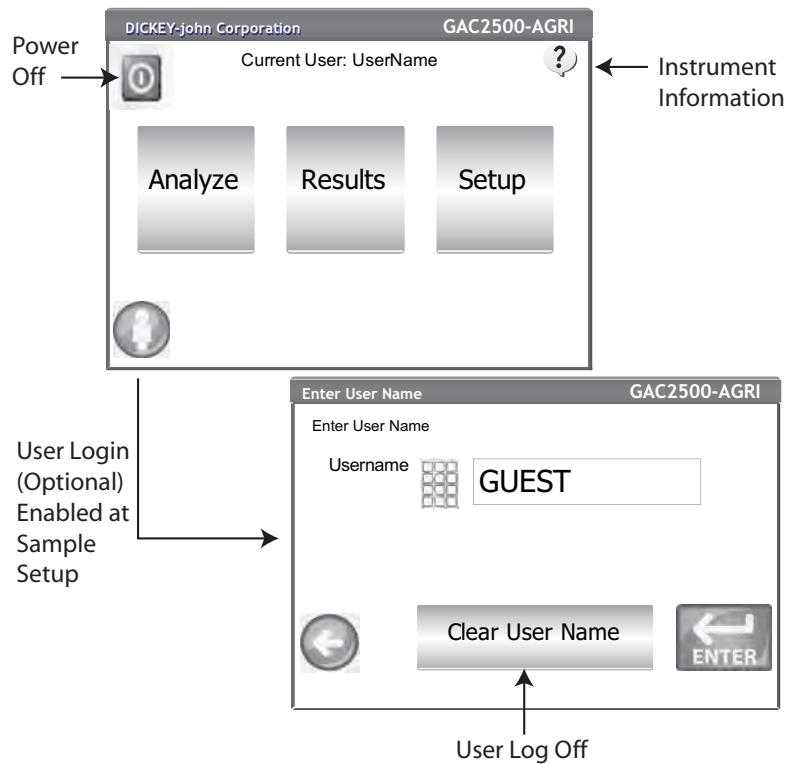 DICKEY-john Corporation GAC2500-AGRI
Power Off
Current User: UserName
?
Instrument Information
Analyze Results Setup
User Login
(Optional)
Enabled at
Sample
Setup
Enter User Name GAC2500-AGRI
Enter User Name
Username GUEST
Clear User Name
ENTER
User Log Off